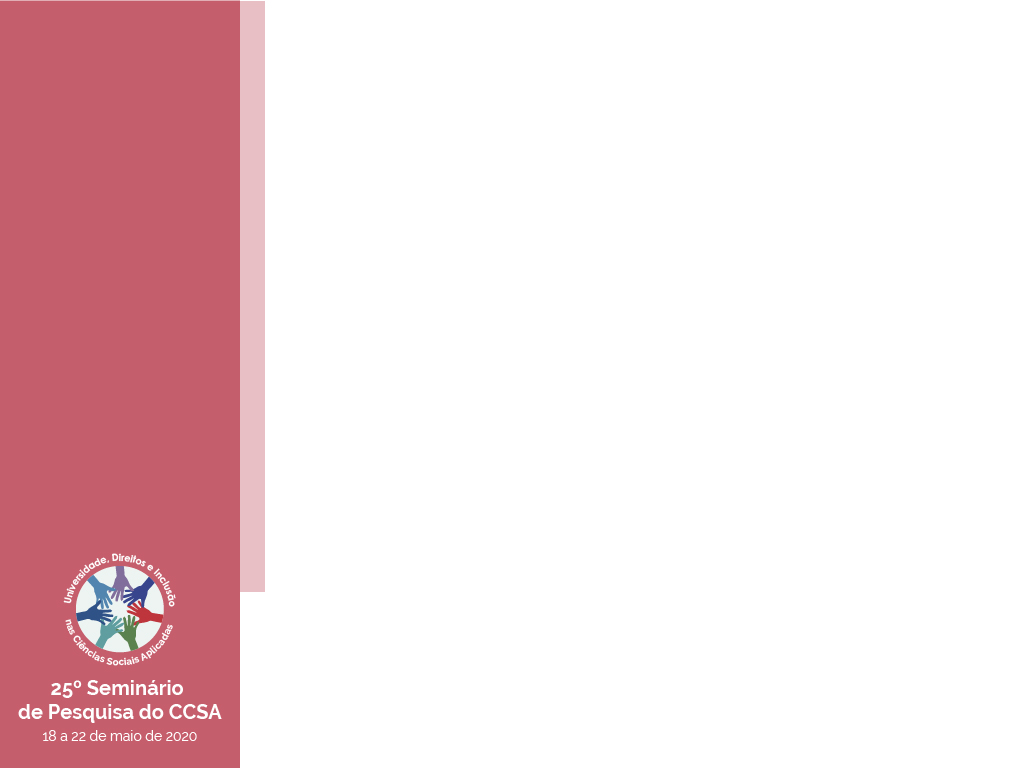 Universidade, Direitos e Inclusão
nas Ciências Sociais Aplicadas
25º Seminário
de Pesquisa do CCSA
18 a 22 de maio de 2020